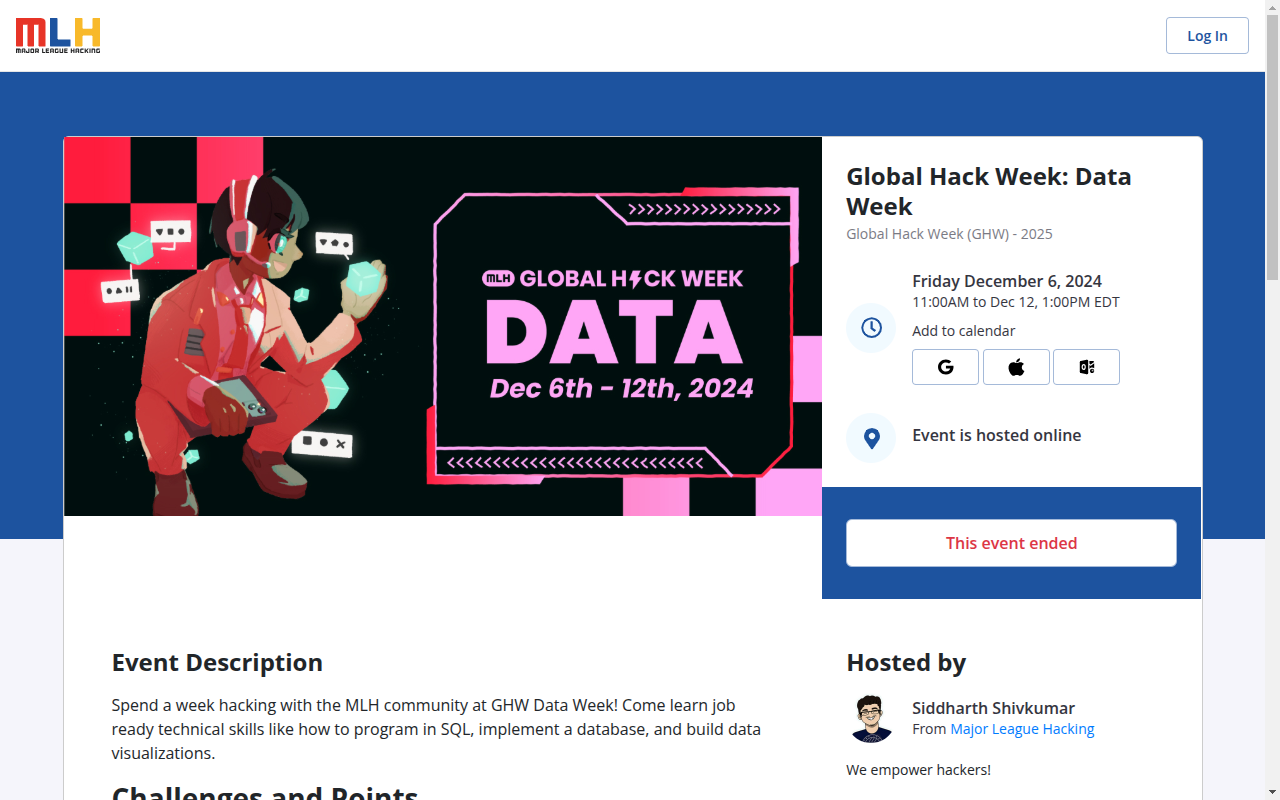 MLH
MAJOR LEAGUE HACKING
Log In
MLH GLOBAL HACK WEEK
DATA
Dec 6th - 12th, 2024
Global Hack Week: Data
Week
Global Hack Week (GHW) - 2025
Friday December 6, 2024
11:00AM to Dec 12, 1:00PM EDT
Add to calendar
Event is hosted online
This event ended
Event Description
Spend a week hacking with the MLH community at GHW Data Week! Come learn job
ready technical skills like how to program in SQL, implement a database, and build data
visualizations.
Challenges and Points
Hosted by
Siddharth Shivkumar
From Major League Hacking
We empower hackers!